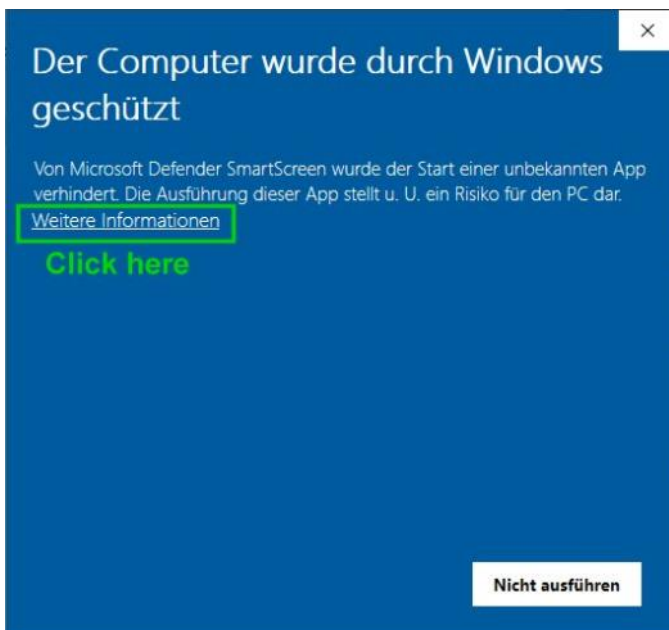 Der Computer wurde durch Windows
geschützt
Von Microsoft Defender SmartScreen wurde der Start einer unbekannten App
verhindert. Die Ausführung dieser App stellt u. U. ein Risiko für den PC dar.
Weitere Informationen
Click here
Nicht ausführen